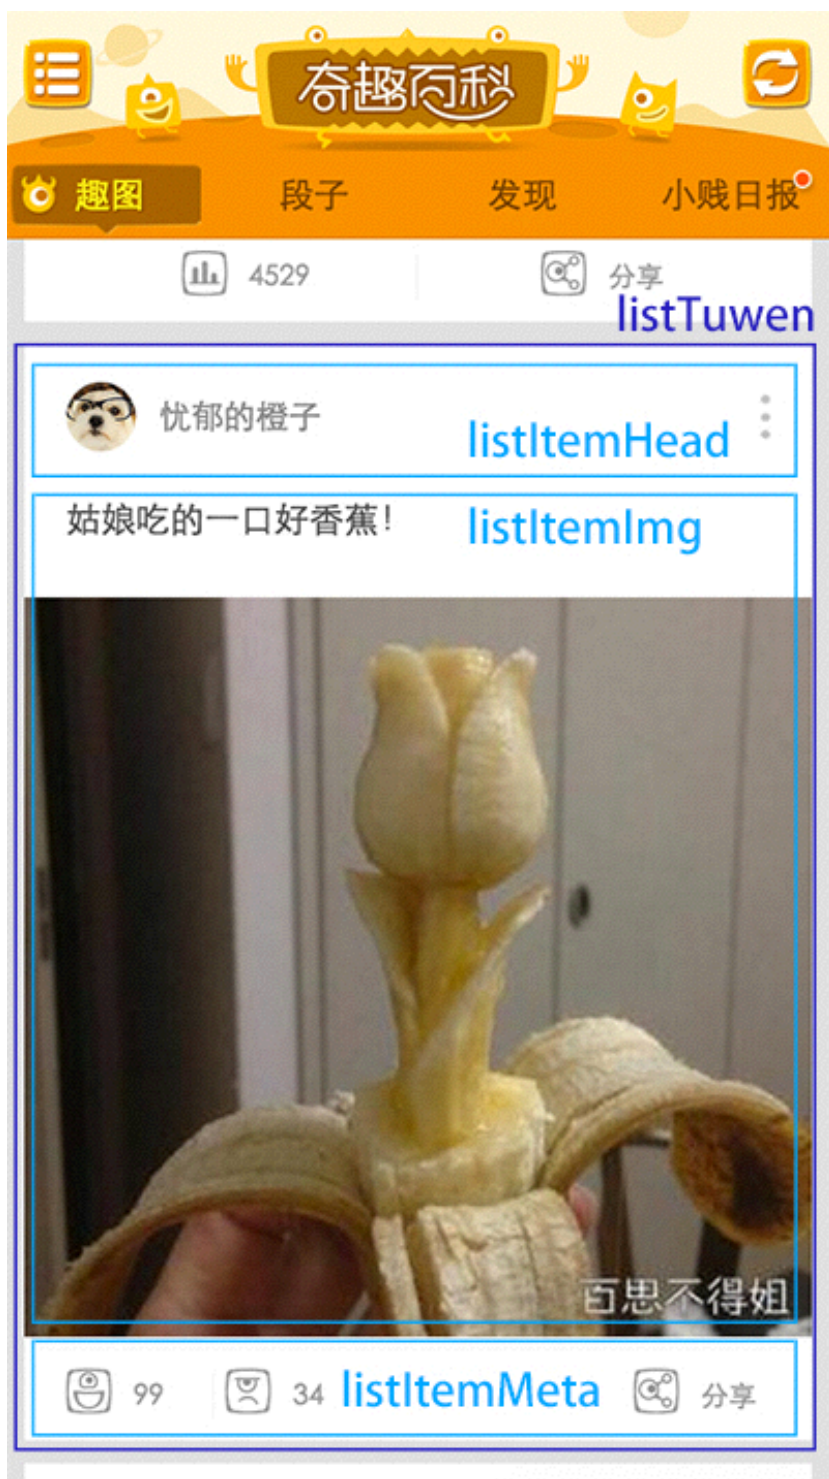 奇趣百科
趣图 段子 发现 小贱日报
4529 分享
listTuwen
忧郁的橙子
listItemHead
姑娘吃的一口好香蕉!
listItemImg
百思不得姐
99 34 listItemMeta 分享